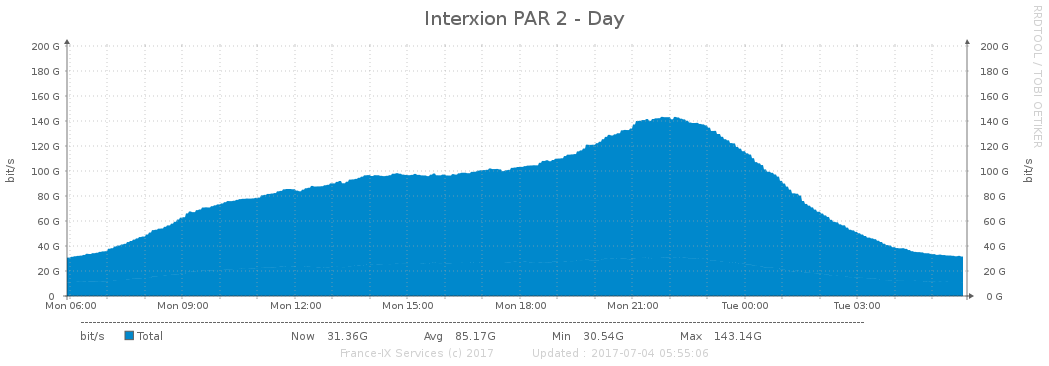 Interxion PAR 2 - Day
RRDTOOL / TOBI OETIKER
bit/s
200 G 200 G
180 G 180 G
160 G 160 G
140 G 140 G
120 G 120 G
100 G 100 G
80 G 80 G
60 G 60 G
40 G 40 G
20 G 20 G
0 0 G
bit/s
Mon 06:00 Mon 09:00 Mon 12:00 Mon 15:00 Mon 18:00 Mon 21:00 Tue 00:00 Tue 03:00
bit/s Total Now 31.36G Avg 85.17G Min 30.54G Max 143.14G
France-IX Services (c) 2017 Updated : 2017-07-04 05:55:06